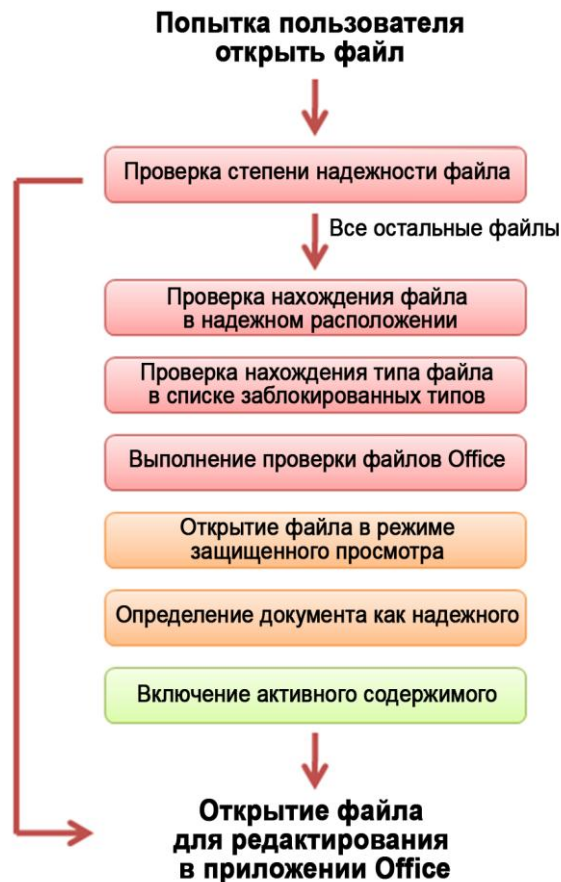 Попытка пользователя
открыть файл
Проверка степени надежности файла
Все остальные файлы
Проверка нахождения файла
в надежном расположении
Проверка нахождения типа файла
в списке заблокированных типов
Выполнение проверки файлов Office
Открытие файла в режиме
защищенного просмотра
Определение документа как надежного
Включение активного содержимого
Открытие файла
для редактирования
в приложении Office